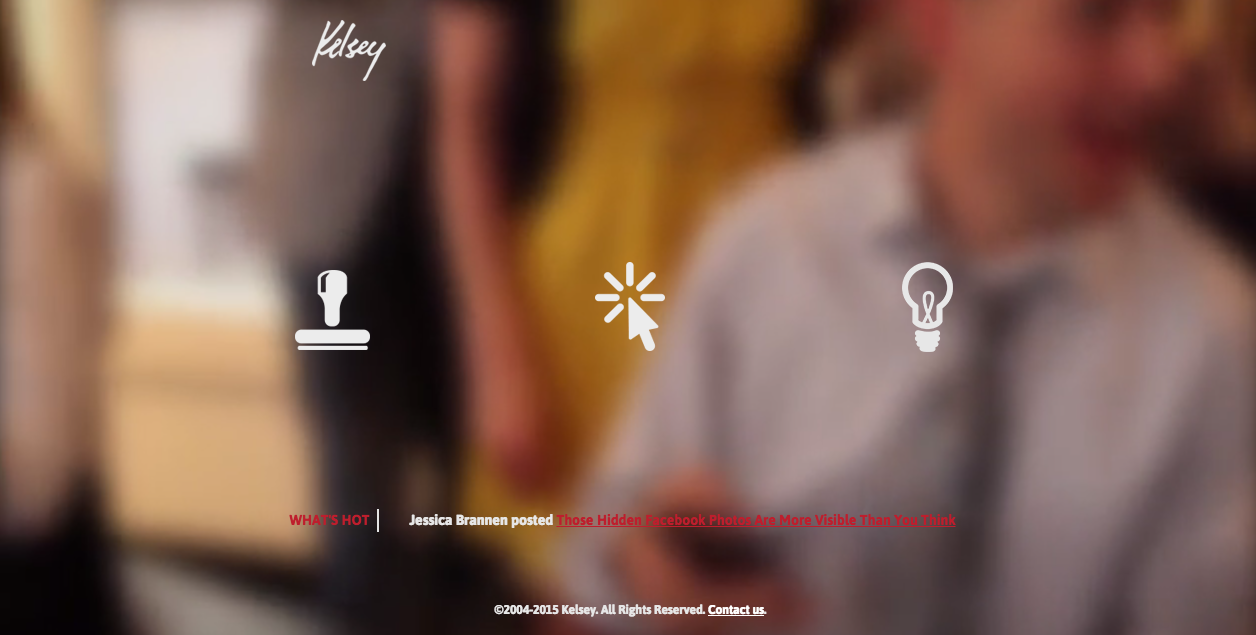 Kelsey
WHAT'S HOT
Jessica Brannen posted Those Hidden Facebook Photos Are More Visible Than You Think
©2004-2015 Kelsey. All Rights Reserved. Contact us.